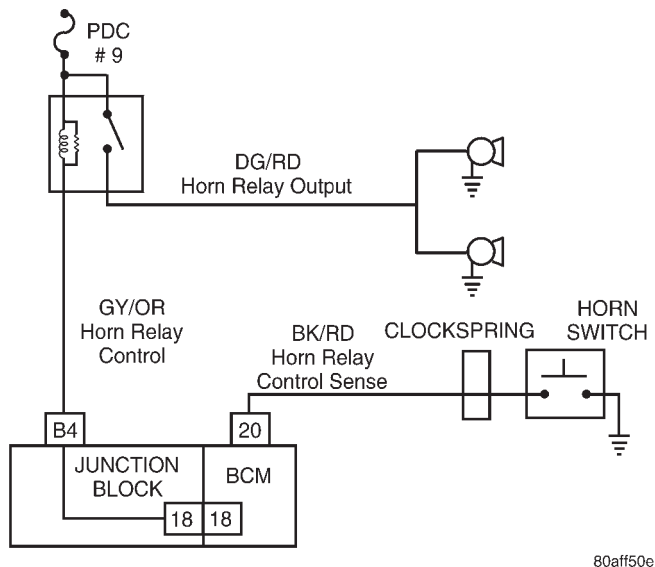 PDC
# 9
DG/RD
Horn Relay Output
GY/OR
Horn Relay
Control
BK/RD
Horn Relay
Control Sense
CLOCKSPRING
HORN
SWITCH
B4
20
JUNCTION
BLOCK
BCM
18
18
80aff50e